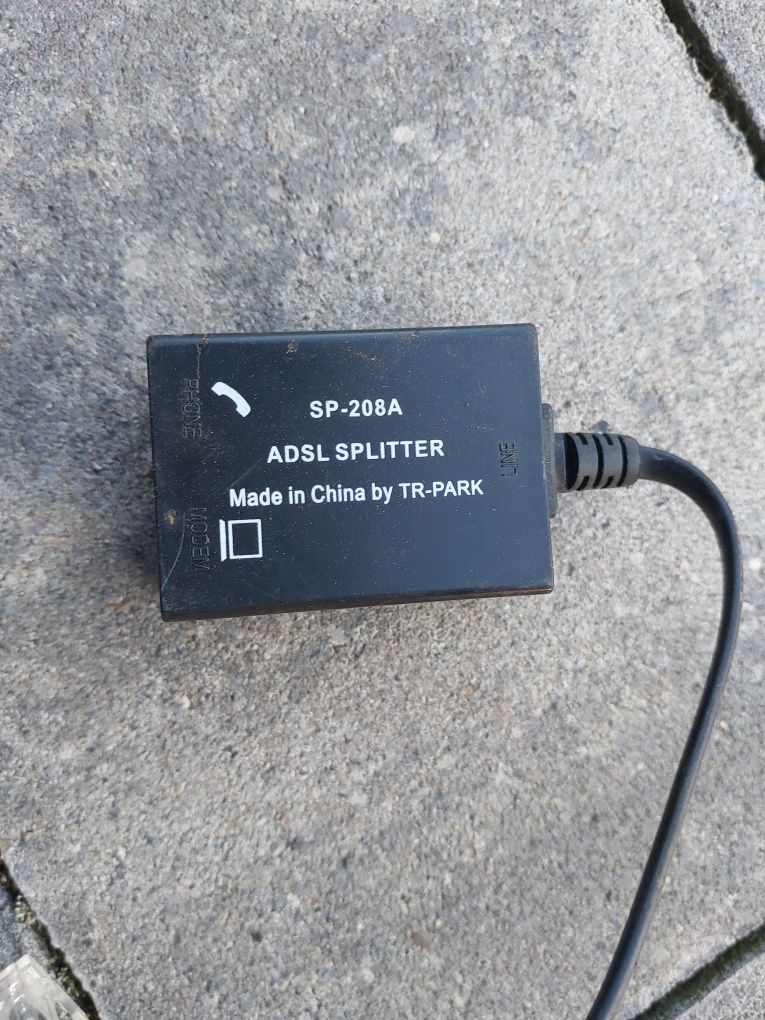 PHONE
SP-208A
ADSL SPLITTER
LINE
Made in China by TR-PARK
MODEM